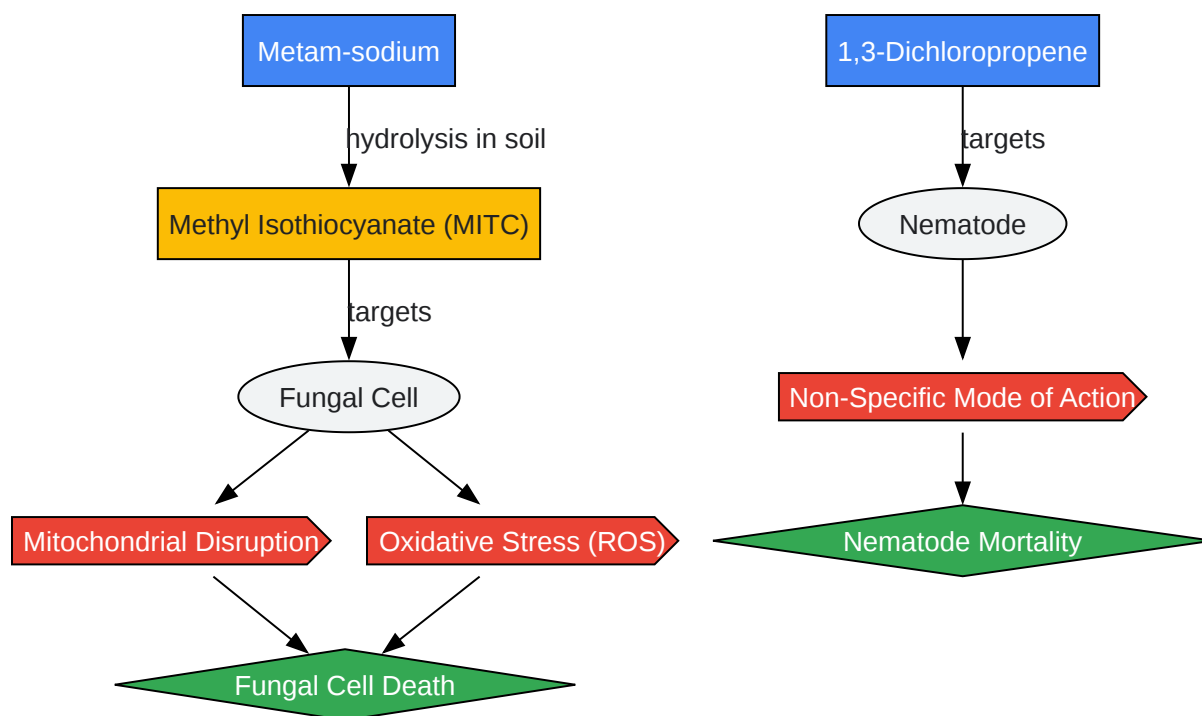 Metam-sodium
1,3-Dichloropropene
hydrolysis in soil
targets
Methyl Isothiocyanate (MITC)
Nematode
targets
Fungal Cell
Non-Specific Mode of Action
Mitochondrial Disruption
Oxidative Stress (ROS)
Nematode Mortality
Fungal Cell Death